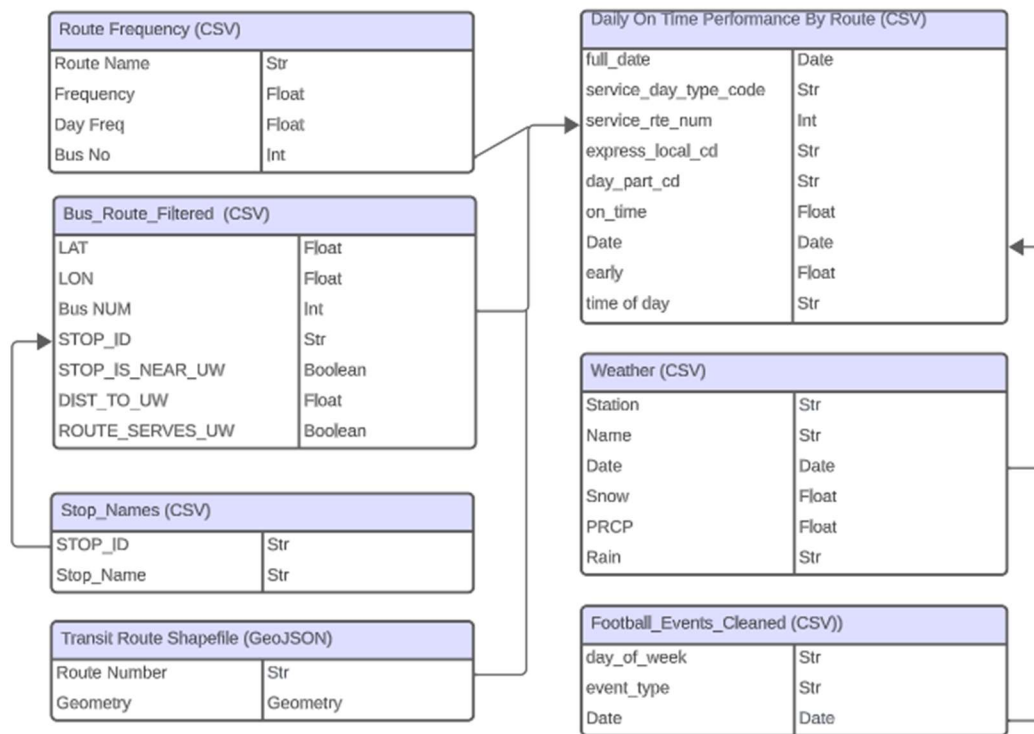 Route Frequency (CSV)
Route Name Str
Frequency Float
Day Freq Float
Bus No Int
Bus_Route_Filtered (CSV)
LAT Float
LON Float
Bus NUM Int
STOP_ID Str
STOP_IS_NEAR_UW Boolean
DIST_TO_UW Float
ROUTE_SERVES_UW Boolean
Stop_Names (CSV)
STOP_ID Str
Stop_Name Str
Transit Route Shapefile (GeoJSON)
Route Number Str
Geometry Geometry
Daily On Time Performance By Route (CSV)
full_date Date
service_day_type_code Str
service_rte_num Int
express_local_cd Str
day_part_cd Str
on_time Float
Date Date
early Float
time of day Str
Weather (CSV)
Station Str
Name Str
Date Date
Snow Float
PRCP Float
Rain Str
Football_Events_Cleaned (CSV))
day_of_week Str
event_type Str
Date Date